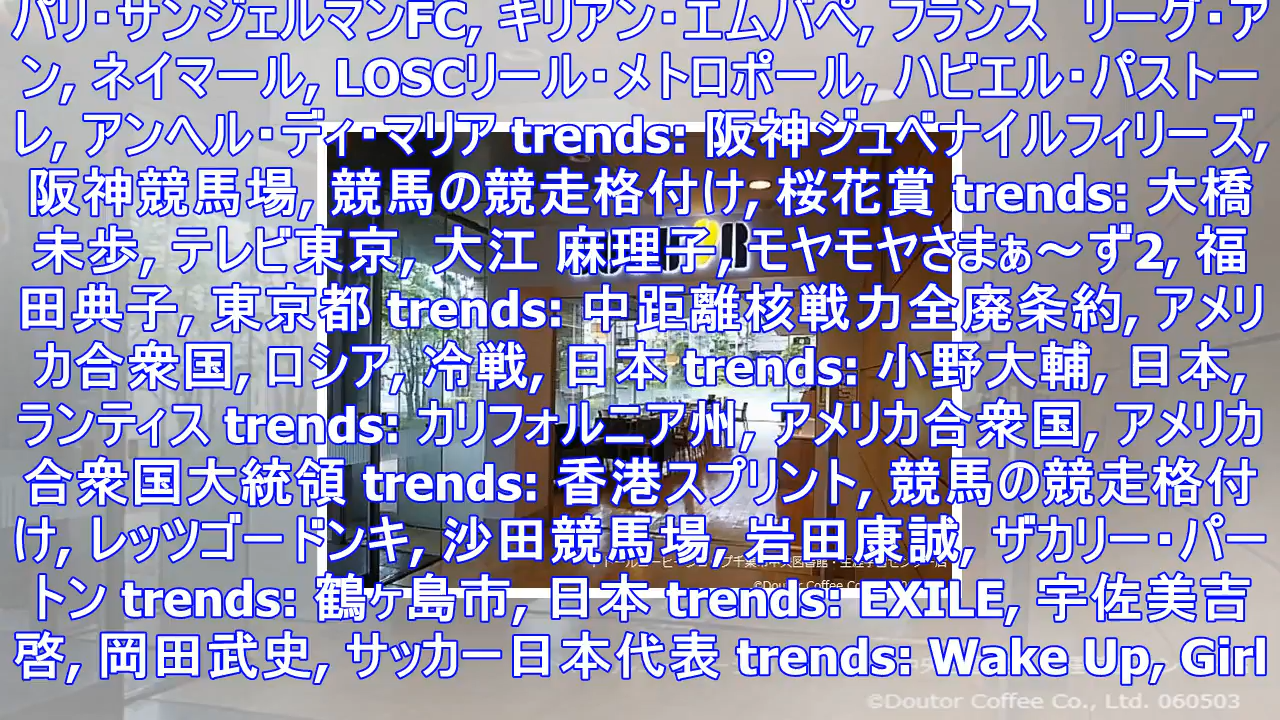 パリ・サンジェルマンFC, キリアン・エムバペ, フランス リーグ・ア
ン, ネイマール, LOSCリール・メトロポール, ハビエル・パストー
レ, アンヘル・ディ・マリア trends: 阪神ジュベナイルフィリーズ,
阪神競馬場, 競馬の競走格付け, 桜花賞 trends: 大橋
未歩, テレビ東京, 大江 麻理子, モヤモヤさまぁ～ず2, 福
田典子, 東京都 trends: 中距離核戦力全廃条約, アメリ
カ合衆国, ロシア, 冷戦, 日本 trends: 小野大輔, 日本,
ランティス trends: カリフォルニア州, アメリカ合衆国, アメリカ
合衆国大統領 trends: 香港スプリント, 競馬の競走格付
け, レッツゴードンキ, 沙田競馬場, 岩田康誠, ザカリー・パー
トン trends: 鶴ヶ島市, 日本 trends: EXILE, 宇佐美吉
啓, 岡田武史, サッカー日本代表 trends: Wake Up, Girl
©Doutor Coffee Co., Ltd. 060503